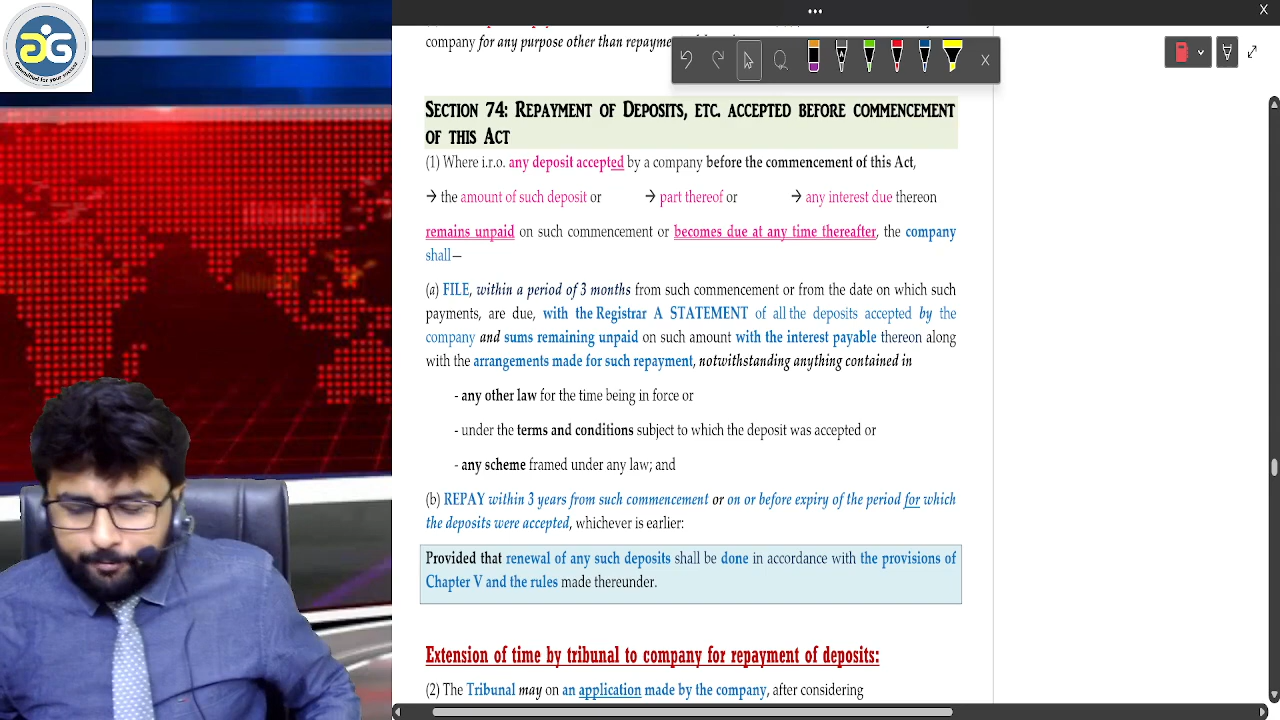 Committed for your success
company for any purpose other than
SECTION 74: REPAYMENT OF DEPOSITS, ETC. ACCEPTED BEFORE COMMENCEMENT
OF THIS ACT
(1) Where i.r.o. any deposit accepted by a company before the commencement of this Act,
→ the amount of such deposit or → part thereof or → any interest due thereon
remains unpaid on such commencement or becomes due at any time thereafter, the company
shall—
(a) FILE, within a period of 3 months from such commencement or from the date on which such
payments, are due, with the Registrar A STATEMENT of all the deposits accepted by the
company and sums remaining unpaid on such amount with the interest payable thereon along
with the arrangements made for such repayment, notwithstanding anything contained in
- any other law for the time being in force or
- under the terms and conditions subject to which the deposit was accepted or
- any scheme framed under any law; and
(b) REPAY within 3 years from such commencement or on or before expiry of the period for which
the deposits were accepted, whichever is earlier:
Provided that renewal of any such deposits shall be done in accordance with the provisions of
Chapter V and the rules made thereunder.
Extension of time by tribunal to company for repayment of deposits:
(2) The Tribunal may on an application made by the company, after considering